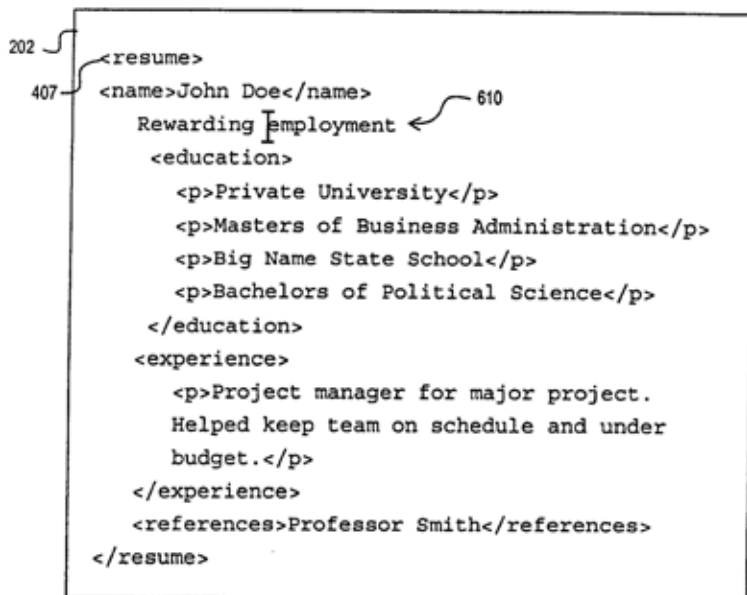 202
<resume>
407
<name>John Doe</name>
610
Rewarding employment
<education>
<p>Private University</p>
<p>Masters of Business Administration</p>
<p>Big Name State School</p>
<p>Bachelors of Political Science</p>
</education>
<experience>
<p>Project manager for major project.
Helped keep team on schedule and under
budget.</p>
</experience>
<references>Professor Smith</references>
</resume>